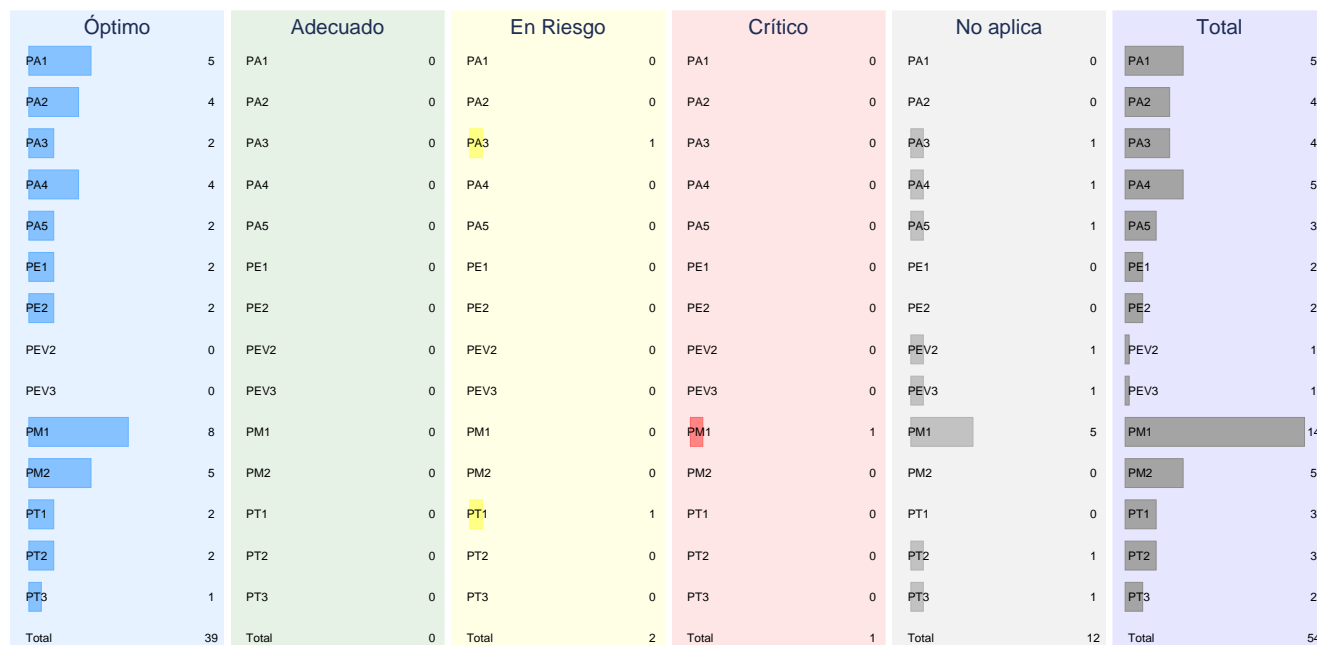 Óptimo Adecuado En Riesgo Crítico No aplica Total
PA1 5 PA1 0 PA1 0 PA1 0 PA1 0 PA1 5
PA2 4 PA2 0 PA2 0 PA2 0 PA2 0 PA2 4
PA3 2 PA3 0 PA3 1 PA3 0 PA3 1 PA3 4
PA4 4 PA4 0 PA4 0 PA4 0 PA4 1 PA4 5
PA5 2 PA5 0 PA5 0 PA5 0 PA5 1 PA5 3
PE1 2 PE1 0 PE1 0 PE1 0 PE1 0 PE1 2
PE2 2 PE2 0 PE2 0 PE2 0 PE2 0 PE2 2
PEV2 0 PEV2 0 PEV2 0 PEV2 0 PEV2 1 PEV2 1
PEV3 0 PEV3 0 PEV3 0 PEV3 0 PEV3 1 PEV3 1
PM1 8 PM1 0 PM1 0 PM1 1 PM1 5 PM1 14
PM2 5 PM2 0 PM2 0 PM2 0 PM2 0 PM2 5
PT1 2 PT1 0 PT1 1 PT1 0 PT1 0 PT1 3
PT2 2 PT2 0 PT2 0 PT2 0 PT2 1 PT2 3
PT3 1 PT3 0 PT3 0 PT3 0 PT3 1 PT3 2
Total 39 Total 0 Total 2 Total 1 Total 12 Total 54